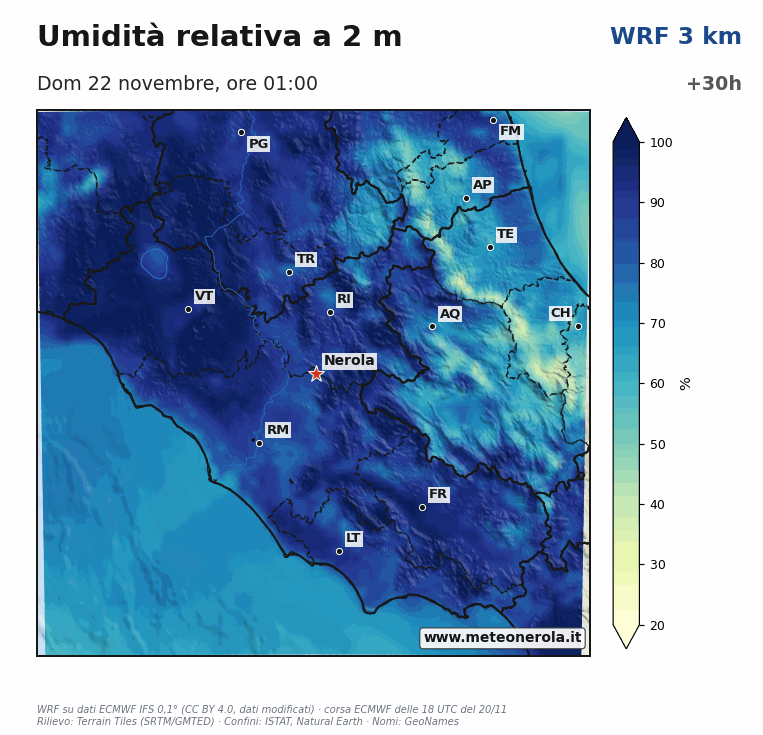 Umidità relativa a 2 m
WRF 3 km
Dom 22 novembre, ore 01:00
+30h
FM
PG
AP
TE
TR
RI
VT
AQ
CH
Nerola
RM
FR
LT
www.meteonerola.it
100
90
80
70
60
50
40
30
20
%
WRF su dati ECMWF IFS 0,1° (CC BY 4.0, dati modificati) · corsa ECMWF delle 18 UTC del 20/11
Rilievo: Terrain Tiles (SRTM/GMTED) · Confini: ISTAT, Natural Earth · Nomi: GeoNames